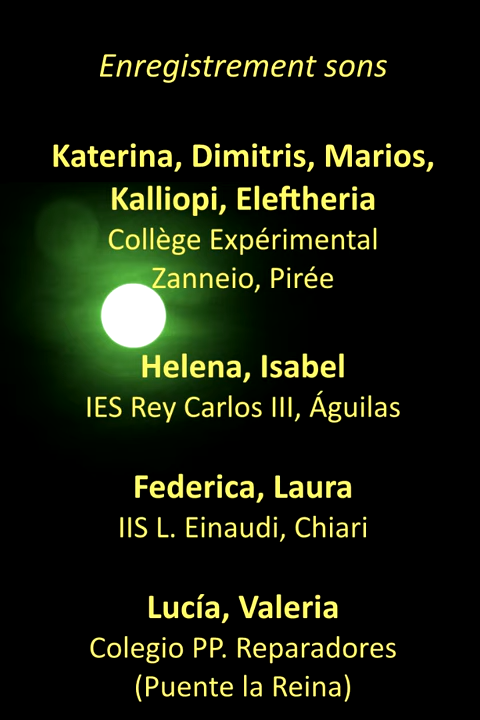 Enregistrement sons
Katerina, Dimitris, Marios,
Kalliopi, Eleftheria
Collège Expérimental
Zanneio, Pirée
Helena, Isabel
IES Rey Carlos III, Águilas
Federica, Laura
IIS L. Einaudi, Chiari
Lucía, Valeria
Colegio PP. Reparadores
(Puente la Reina)